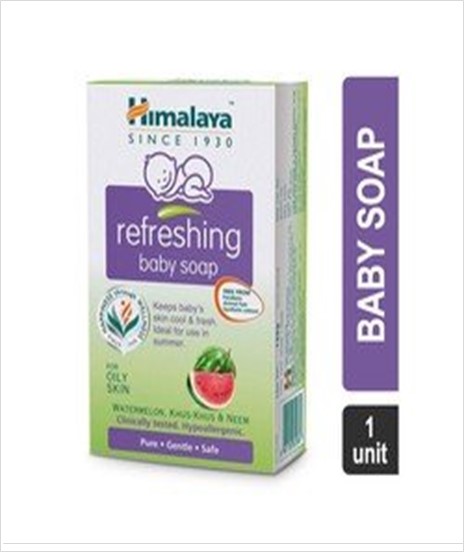 Himalaya
SINCE 1930
refreshing
baby soap
Keeps baby's
skin cool & fresh.
Ideal for use in
summer.
FOR
OILY
SKIN
WATERMELON, KHUS-KHUS & NEEM
Clinically tested. Hypoallergenic.
Pure • Gentle • Safe
BABY SOAP
1
unit